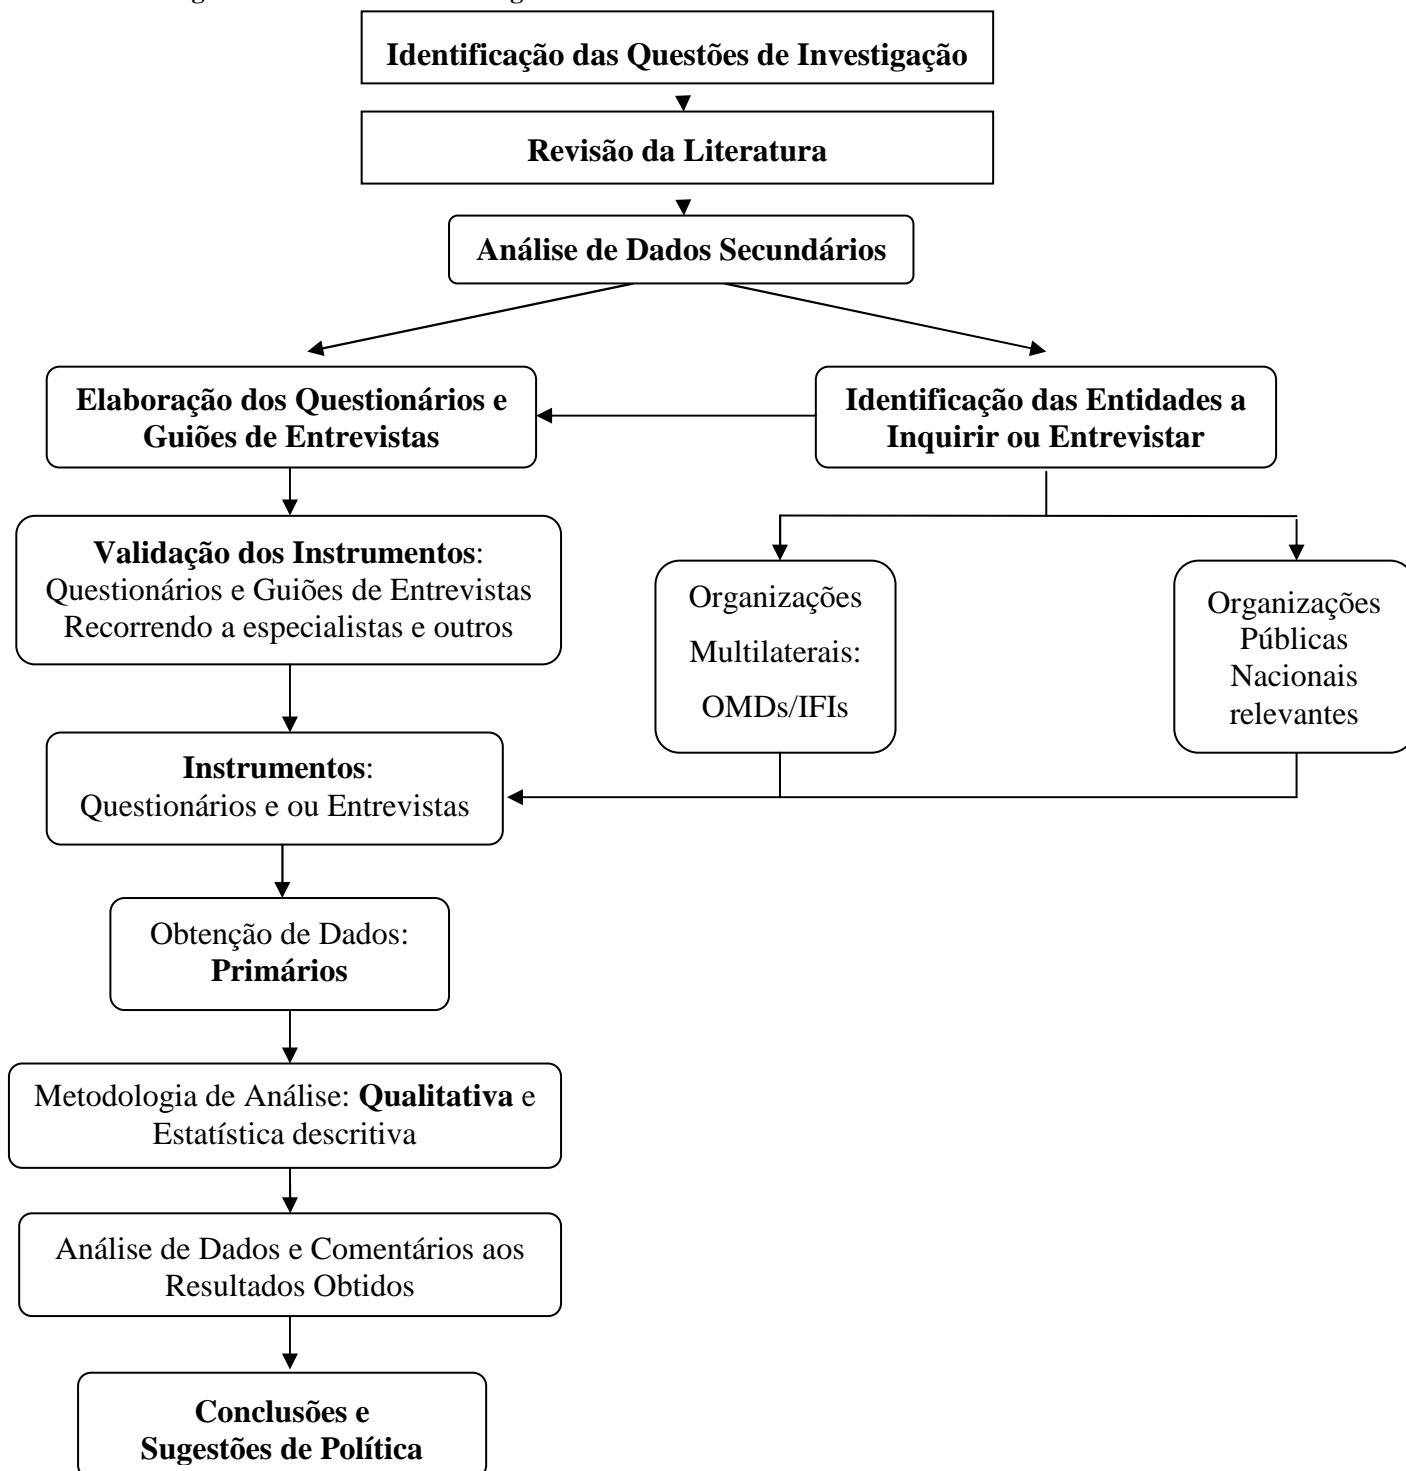 Identificação das Questões de Investigação
Revisão da Literatura
Análise de Dados Secundários
Elaboração dos Questionários e
Guiões de Entrevistas
Identificação das Entidades a
Inquirir ou Entrevistar
Validação dos Instrumentos:
Questionários e Guiões de Entrevistas
Recorrendo a especialistas e outros
Organizações
Multilaterais:
OMDs/IFIs
Organizações
Públicas
Nacionais
relevantes
Instrumentos:
Questionários e ou Entrevistas
Obtenção de Dados:
Primários
Metodologia de Análise: Qualitativa e
Estatística descritiva
Análise de Dados e Comentários aos
Resultados Obtidos
Conclusões e
Sugestões de Política